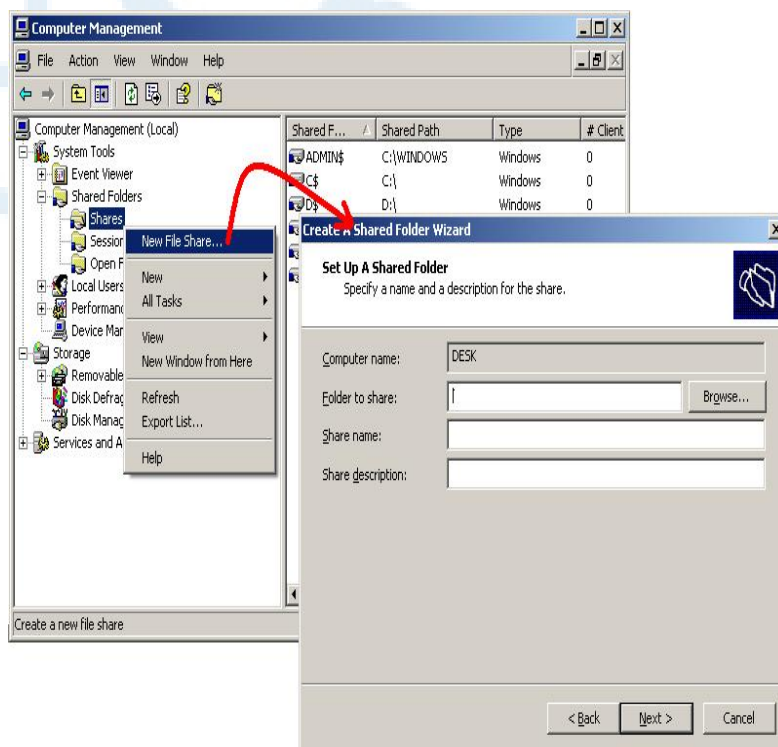 Computer Management
File Action View Window Help
Computer Management (Local)
System Tools
Event Viewer
Shared Folders
Shares
Session
Open F
Local Users
Performanc
Device Mar
Storage
Removable
Disk Defrag
Disk Manag
Services and A
New File Share...
New
All Tasks
View
New Window from Here
Refresh
Export List...
Help
Shared F... Shared Path Type # Client
ADMIN$ C:\WINDOWS Windows 0
C$ C:\ Windows 0
D$ D:\ Windows 0
Create a new file share
Create A Shared Folder Wizard
Set Up A Shared Folder
Specify a name and a description for the share.
Computer name: DESK
Folder to share: Browse...
Share name:
Share description:
< Back Next > Cancel